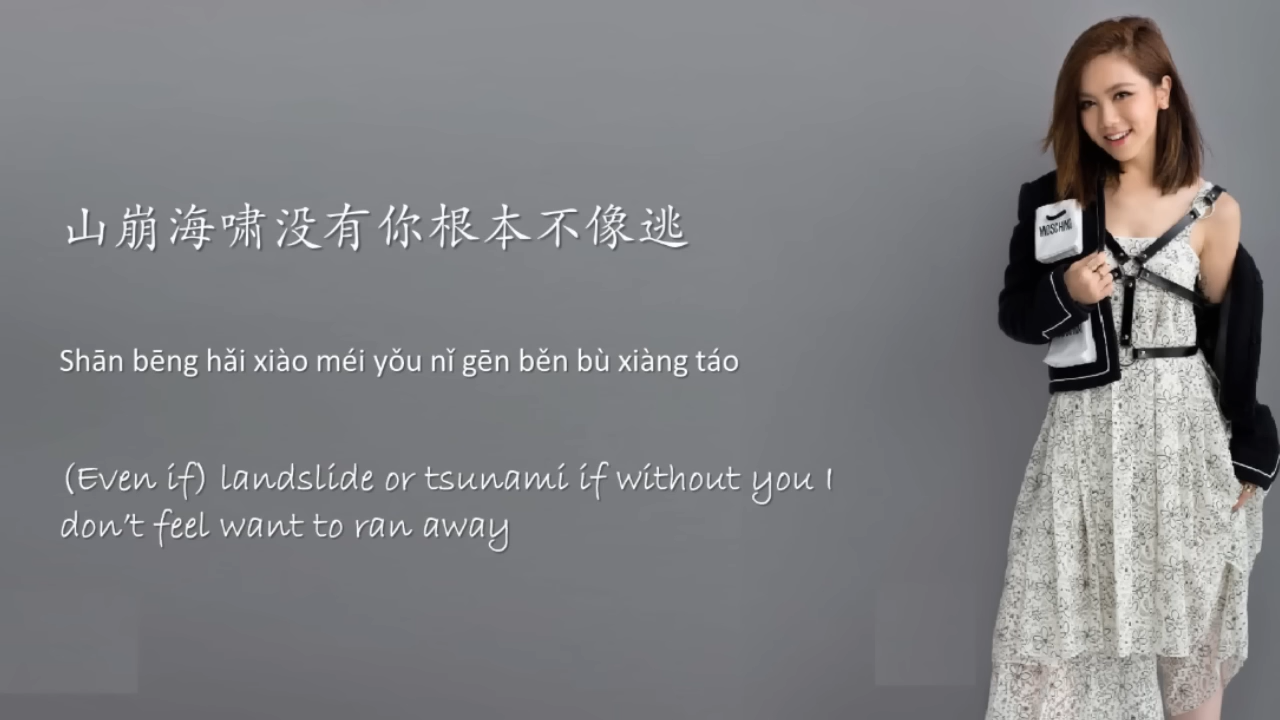 山崩海啸没有你根本不像逃
Shān bēng hǎi xiào méi yǒu nǐ gēn běn bù xiàng táo
(Even if) landslide or tsunami if without you I
don't feel want to ran away
MOSCHINO